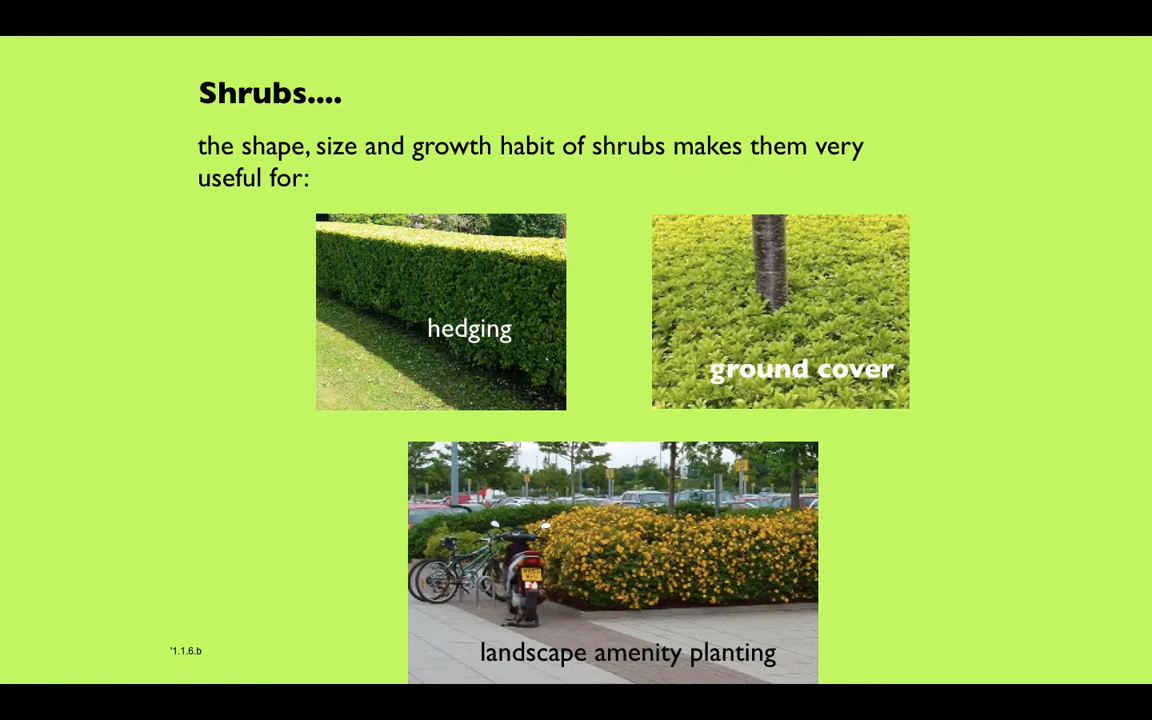 Shrubs....
the shape, size and growth habit of shrubs makes them very
useful for:
hedging
ground cover
landscape amenity planting
'1.1.6.b